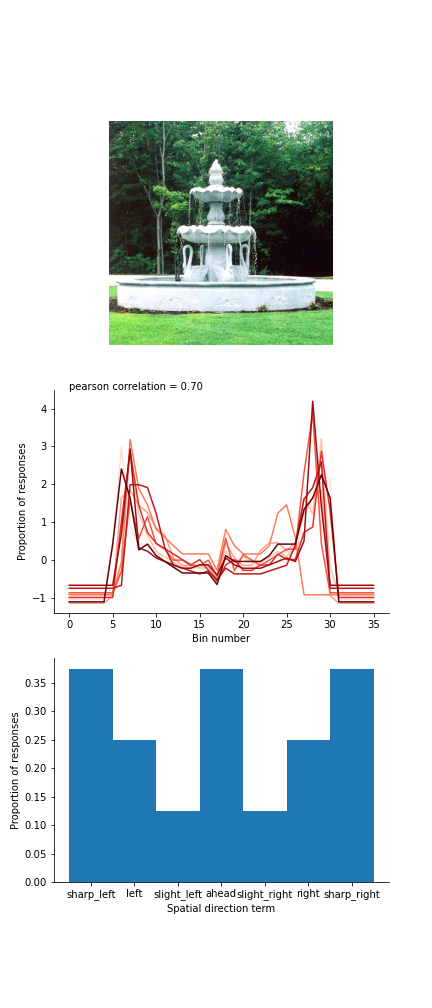 pearson correlation = 0.70
4
3
2
1
0
−1
Proportion of responses
0 5 10 15 20 25 30 35
Bin number
0.35
0.30
0.25
0.20
0.15
0.10
0.05
0.00
Proportion of responses
sharp_left left slight_left ahead slight_right right sharp_right
Spatial direction term